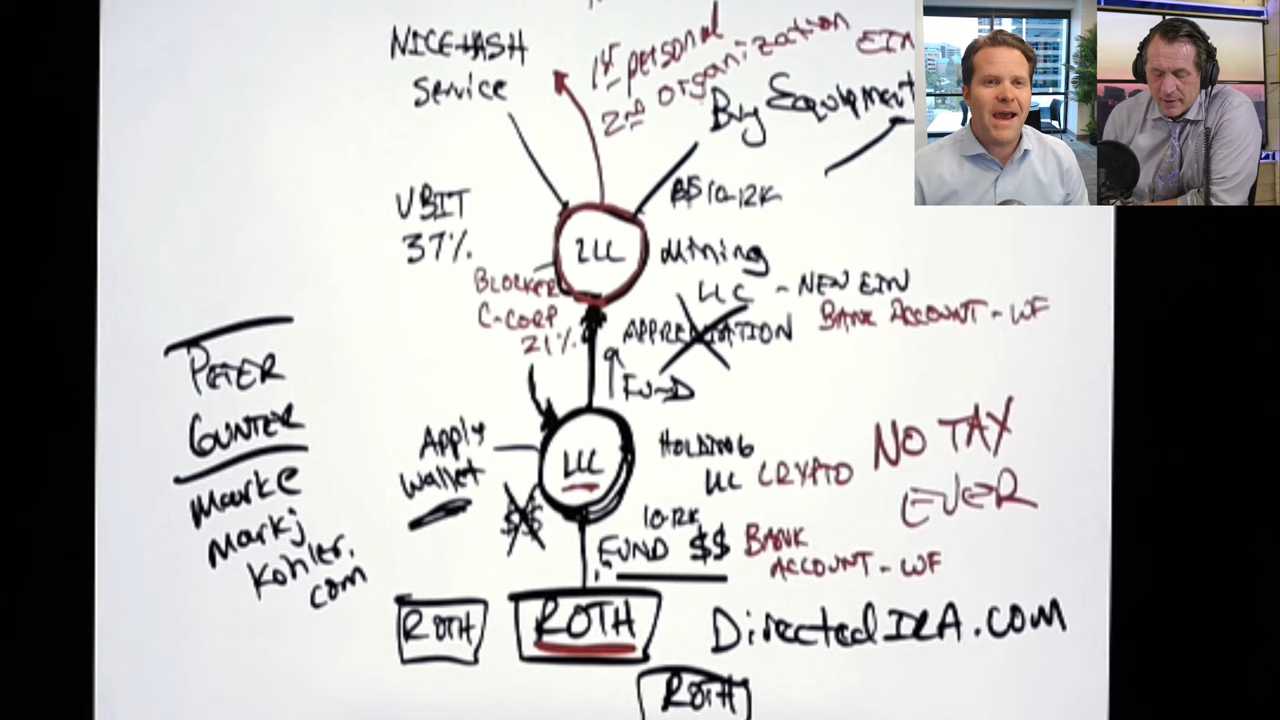 NICEHASH
Service
1st personal
2nd organization EIN
Buy Equipment
$10-12K
UBIT
37%
LLC
Mining
LLC - NEW EIN
BANK ACCOUNT - WF
BLOCKER
C-CORP
21%
APPRECIATION
FUND
PETER
GUNTER
Mark@
Markj
Kohler.
com
Apply
Wallet
$$
LLC
HOLDING
LLC CRYPTO
NO TAX
EVER
10-12K
FUND $$
BANK
ACCOUNT - WF
ROTH
ROTH
DirectedIRA.COM
ROTH